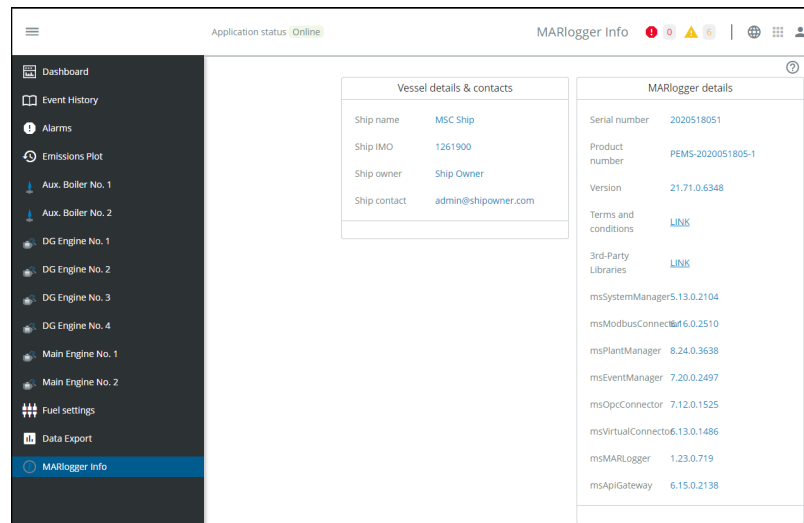 Application status Online
MARlogger Info
0
6
Dashboard
Event History
Alarms
Emissions Plot
Aux. Boiler No. 1
Aux. Boiler No. 2
DG Engine No. 1
DG Engine No. 2
DG Engine No. 3
DG Engine No. 4
Main Engine No. 1
Main Engine No. 2
Fuel settings
Data Export
MARlogger Info
Vessel details & contacts
Ship name MSC Ship
Ship IMO 1261900
Ship owner Ship Owner
Ship contact admin@shipowner.com
MARlogger details
Serial number 2020518051
Product
number PEMS-2020051805-1
Version 21.71.0.6348
Terms and
conditions LINK
3rd-Party
Libraries LINK
msSystemManager 5.13.0.2104
msModbusConnector 6.16.0.2510
msPlantManager 8.24.0.3638
msEventManager 7.20.0.2497
msOpcConnector 7.12.0.1525
msVirtualConnector 6.13.0.1486
msMARLogger 1.23.0.719
msApiGateway 6.15.0.2138